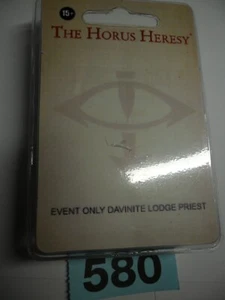 15+
THE HORUS HERESY®
EVENT ONLY DAVINITE LODGE PRIEST
580